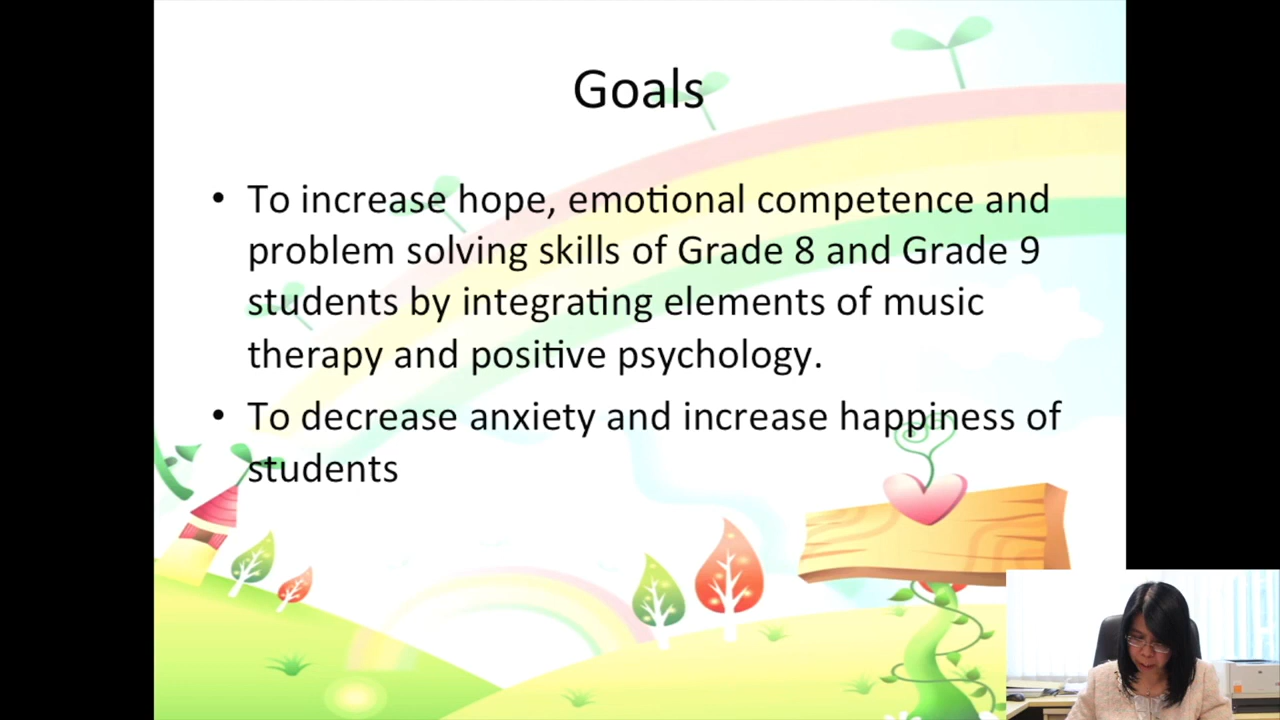 Goals
• To increase hope, emotional competence and
problem solving skills of Grade 8 and Grade 9
students by integrating elements of music
therapy and positive psychology.
• To decrease anxiety and increase happiness of
students